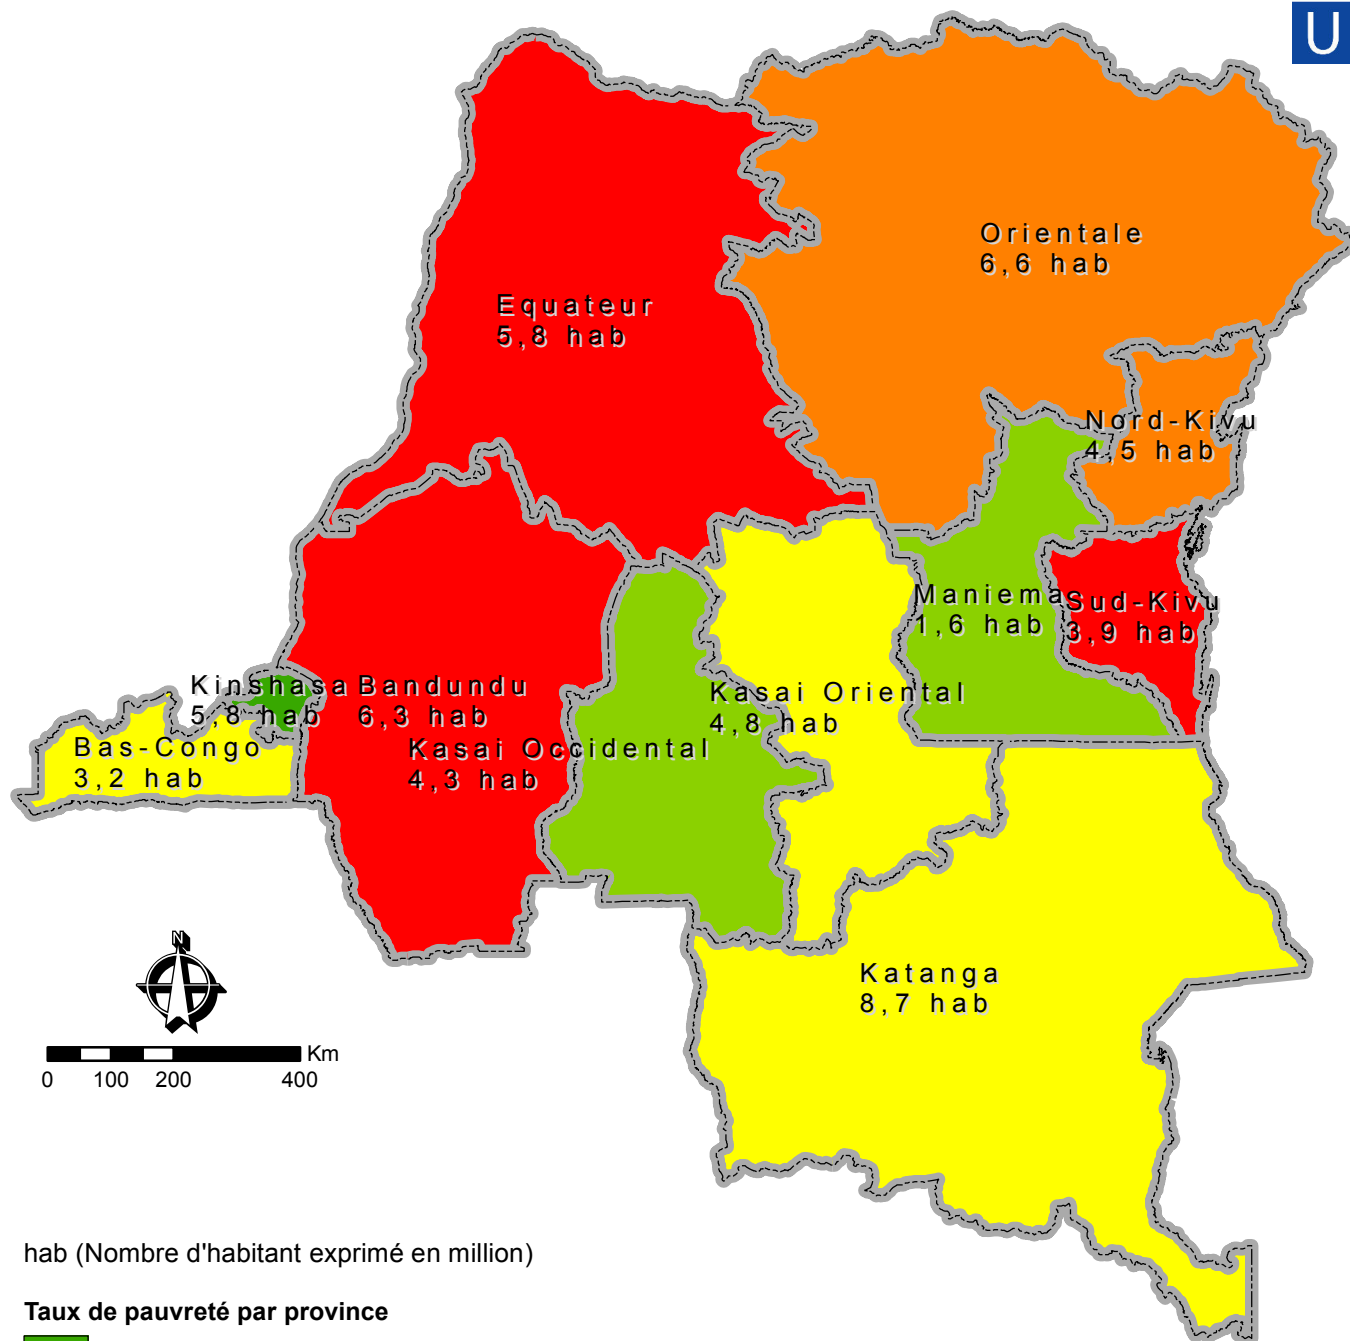 U
Orientale
6,6 hab
Equateur
5,8 hab
Nord-Kivu
4,5 hab
Maniema
1,6 hab
Sud-Kivu
3,9 hab
Kinshasa
5,8 hab
Bandundu
6,3 hab
Kasai Oriental
4,8 hab
Bas-Congo
3,2 hab
Kasai Occidental
4,3 hab
Katanga
8,7 hab
N
Km
0 100 200 400
hab (Nombre d'habitant exprimé en million)
Taux de pauvreté par province